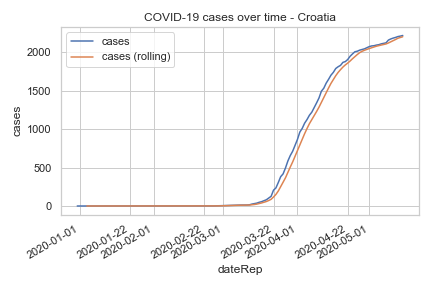 COVID-19 cases over time - Croatia
cases
cases (rolling)
cases
2000
1500
1000
500
0
2020-01-01
2020-01-22
2020-02-01
2020-02-22
2020-03-01
2020-03-22
2020-04-01
2020-04-22
2020-05-01
dateRep